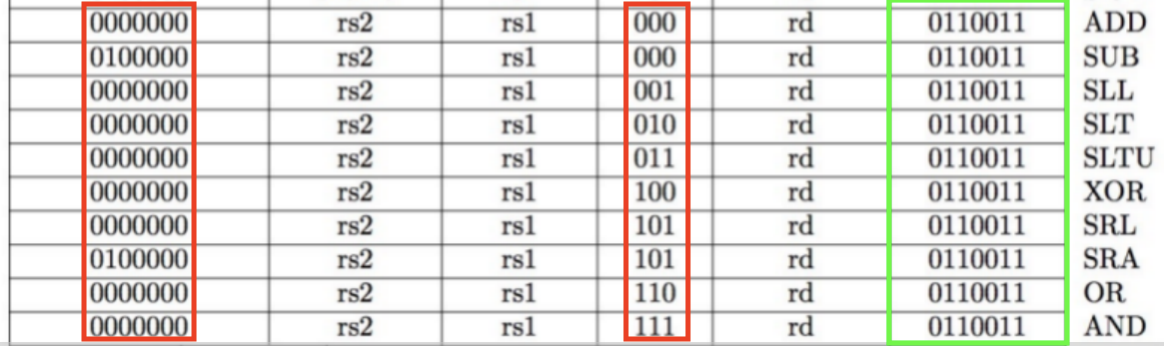 0000000 rs2 rs1 000 rd 0110011 ADD
0100000 rs2 rs1 000 rd 0110011 SUB
0000000 rs2 rs1 001 rd 0110011 SLL
0000000 rs2 rs1 010 rd 0110011 SLT
0000000 rs2 rs1 011 rd 0110011 SLTU
0000000 rs2 rs1 100 rd 0110011 XOR
0000000 rs2 rs1 101 rd 0110011 SRL
0100000 rs2 rs1 101 rd 0110011 SRA
0000000 rs2 rs1 110 rd 0110011 OR
0000000 rs2 rs1 111 rd 0110011 AND